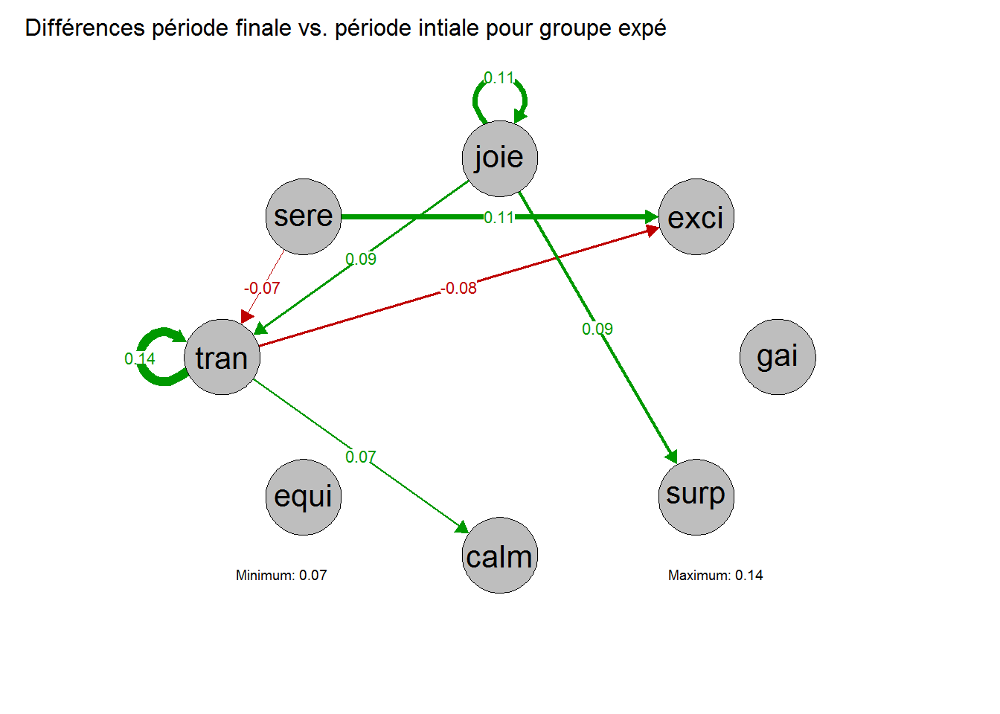 Différences période finale vs. période intiale pour groupe expé
0.11
joie
sere
0.11
exci
0.09
-0.07
-0.08
0.09
0.14
tran
gai
0.07
equi
surp
calm
Minimum: 0.07
Maximum: 0.14